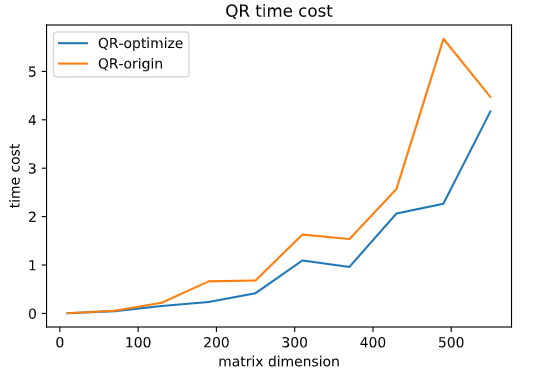 QR time cost
QR-optimize
QR-origin
time cost
5
4
3
2
1
0
0 100 200 300 400 500
matrix dimension